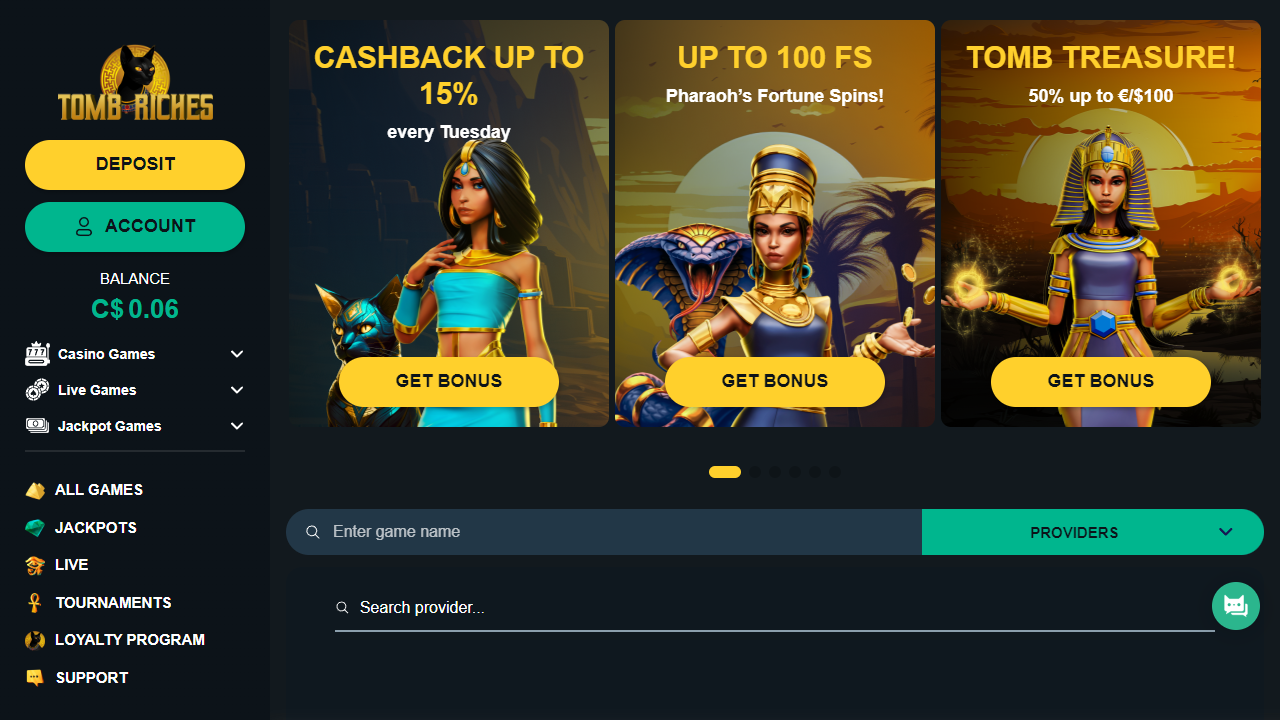 TOMB RICHES
DEPOSIT
ACCOUNT
BALANCE
C$ 0.06
Casino Games
Live Games
Jackpot Games
ALL GAMES
JACKPOTS
LIVE
TOURNAMENTS
LOYALTY PROGRAM
SUPPORT
CASHBACK UP TO
15%
every Tuesday
GET BONUS
UP TO 100 FS
Pharaoh’s Fortune Spins!
GET BONUS
TOMB TREASURE!
50% up to €/$100
GET BONUS
Enter game name
PROVIDERS
Search provider...